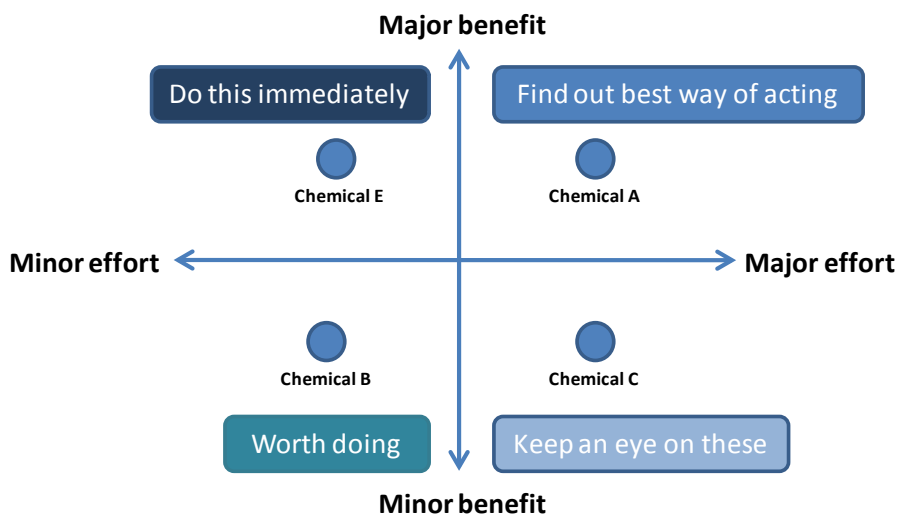 Major benefit
Do this immediately
Find out best way of acting
Chemical E
Chemical A
Minor effort
Major effort
Chemical B
Chemical C
Worth doing
Keep an eye on these
Minor benefit